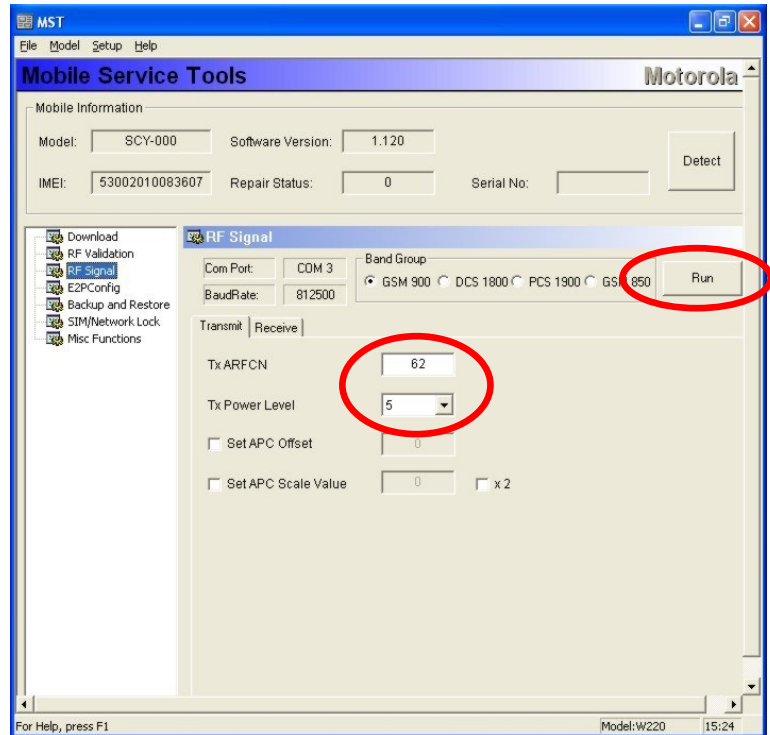 MST
File Model Setup Help
Mobile Service Tools Motorola
Mobile Information
Model: SCY-000 Software Version: 1.120
Detect
IMEI: 53002010083607 Repair Status: 0 Serial No:
Download
RF Validation
RF Signal
E2PConfig
Backup and Restore
SIM/Network Lock
Misc Functions
RF Signal
Com Port: COM 3
BaudRate: 812500
Band Group
GSM 900 DCS 1800 PCS 1900 GSM 850
Run
Transmit Receive
Tx ARFCN 62
Tx Power Level 5
Set APC Offset 0
Set APC Scale Value 0 x 2
For Help, press F1 Model:W220 15:24